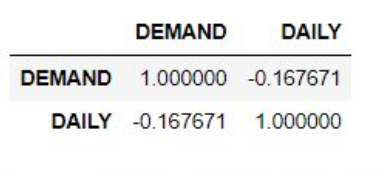 DEMAND DAILY
DEMAND 1.000000 -0.167671
DAILY -0.167671 1.000000